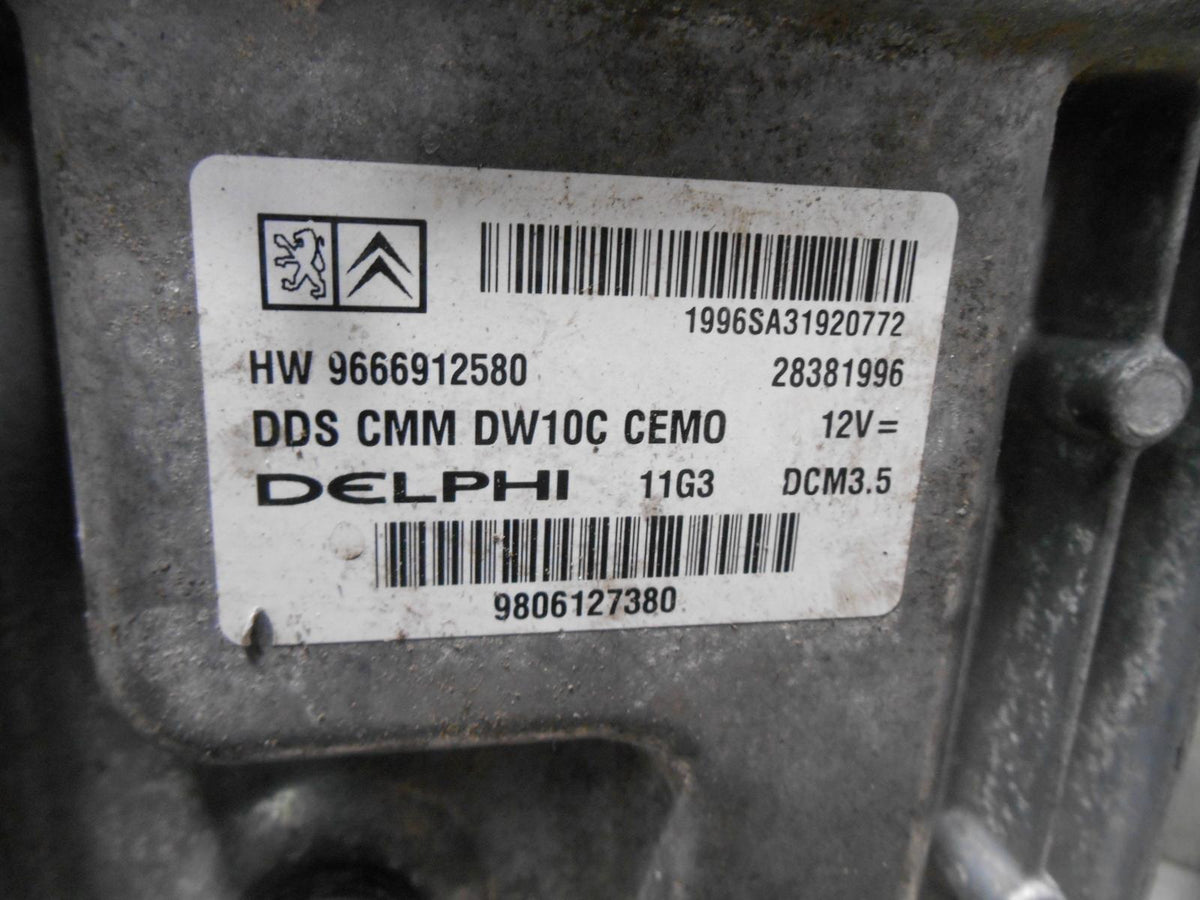 1996SA31920772
HW 9666912580 28381996
DDS CMM DW10C CEMO 12V=
DELPHI 11G3 DCM3.5
9806127380